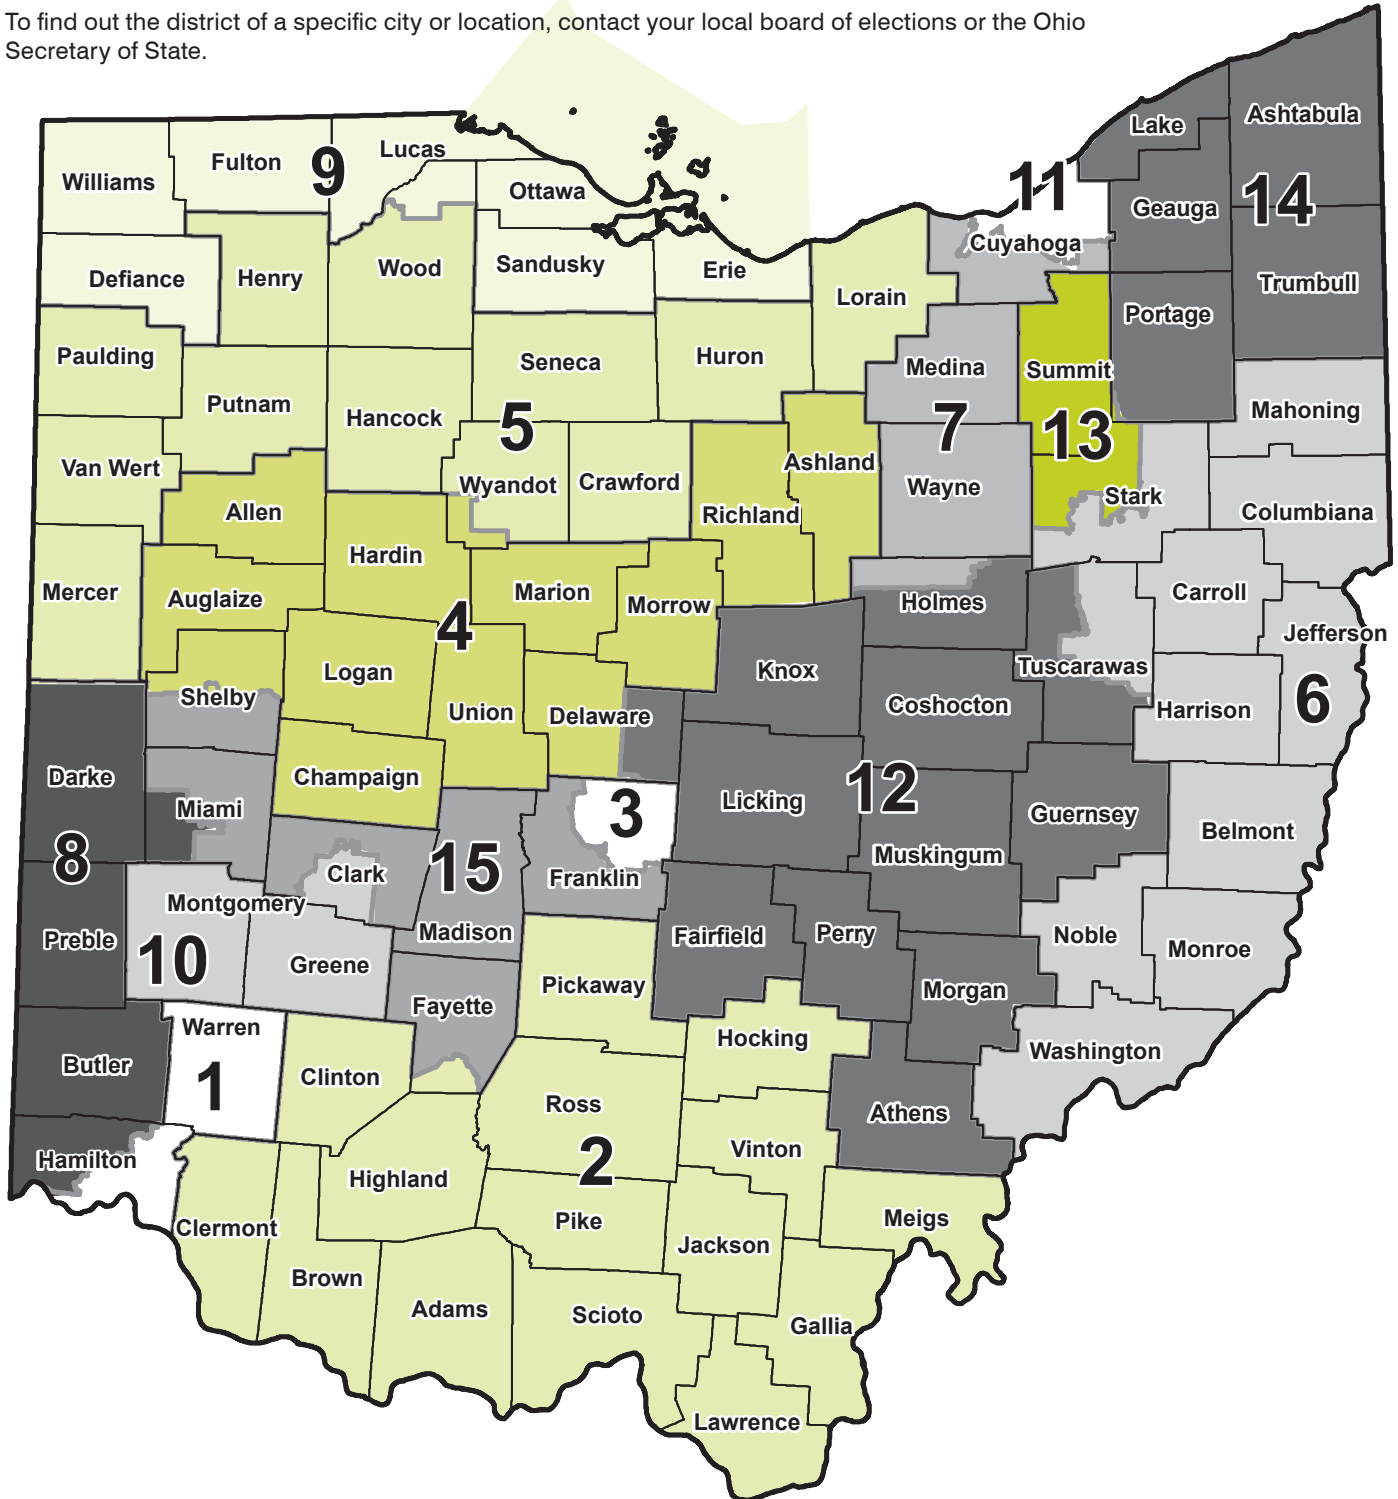 To find out the district of a specific city or location, contact your local board of elections or the Ohio
Secretary of State.
Lake
Ashtabula
Fulton
Lucas
Williams
9
Ottawa
11
14
Geauga
Cuyahoga
Defiance
Henry
Wood
Sandusky
Erie
Lorain
Trumbull
Portage
Paulding
Seneca
Huron
Medina
Summit
Putnam
Hancock
Mahoning
5
7
13
Van Wert
Wyandot
Crawford
Ashland
Wayne
Stark
Allen
Richland
Columbiana
Hardin
Mercer
Auglaize
Marion
Morrow
Holmes
Carroll
4
Jefferson
Logan
Knox
Tuscarawas
Shelby
Union
Delaware
Coshocton
Harrison
6
Darke
Champaign
Miami
3
Licking
12
Guernsey
Belmont
8
Clark
15
Franklin
Muskingum
Montgomery
Preble
10
Greene
Madison
Fairfield
Perry
Noble
Monroe
Pickaway
Morgan
Fayette
Warren
Hocking
Butler
1
Clinton
Washington
Ross
Athens
Hamilton
2
Vinton
Highland
Clermont
Pike
Jackson
Meigs
Brown
Adams
Scioto
Gallia
Lawrence